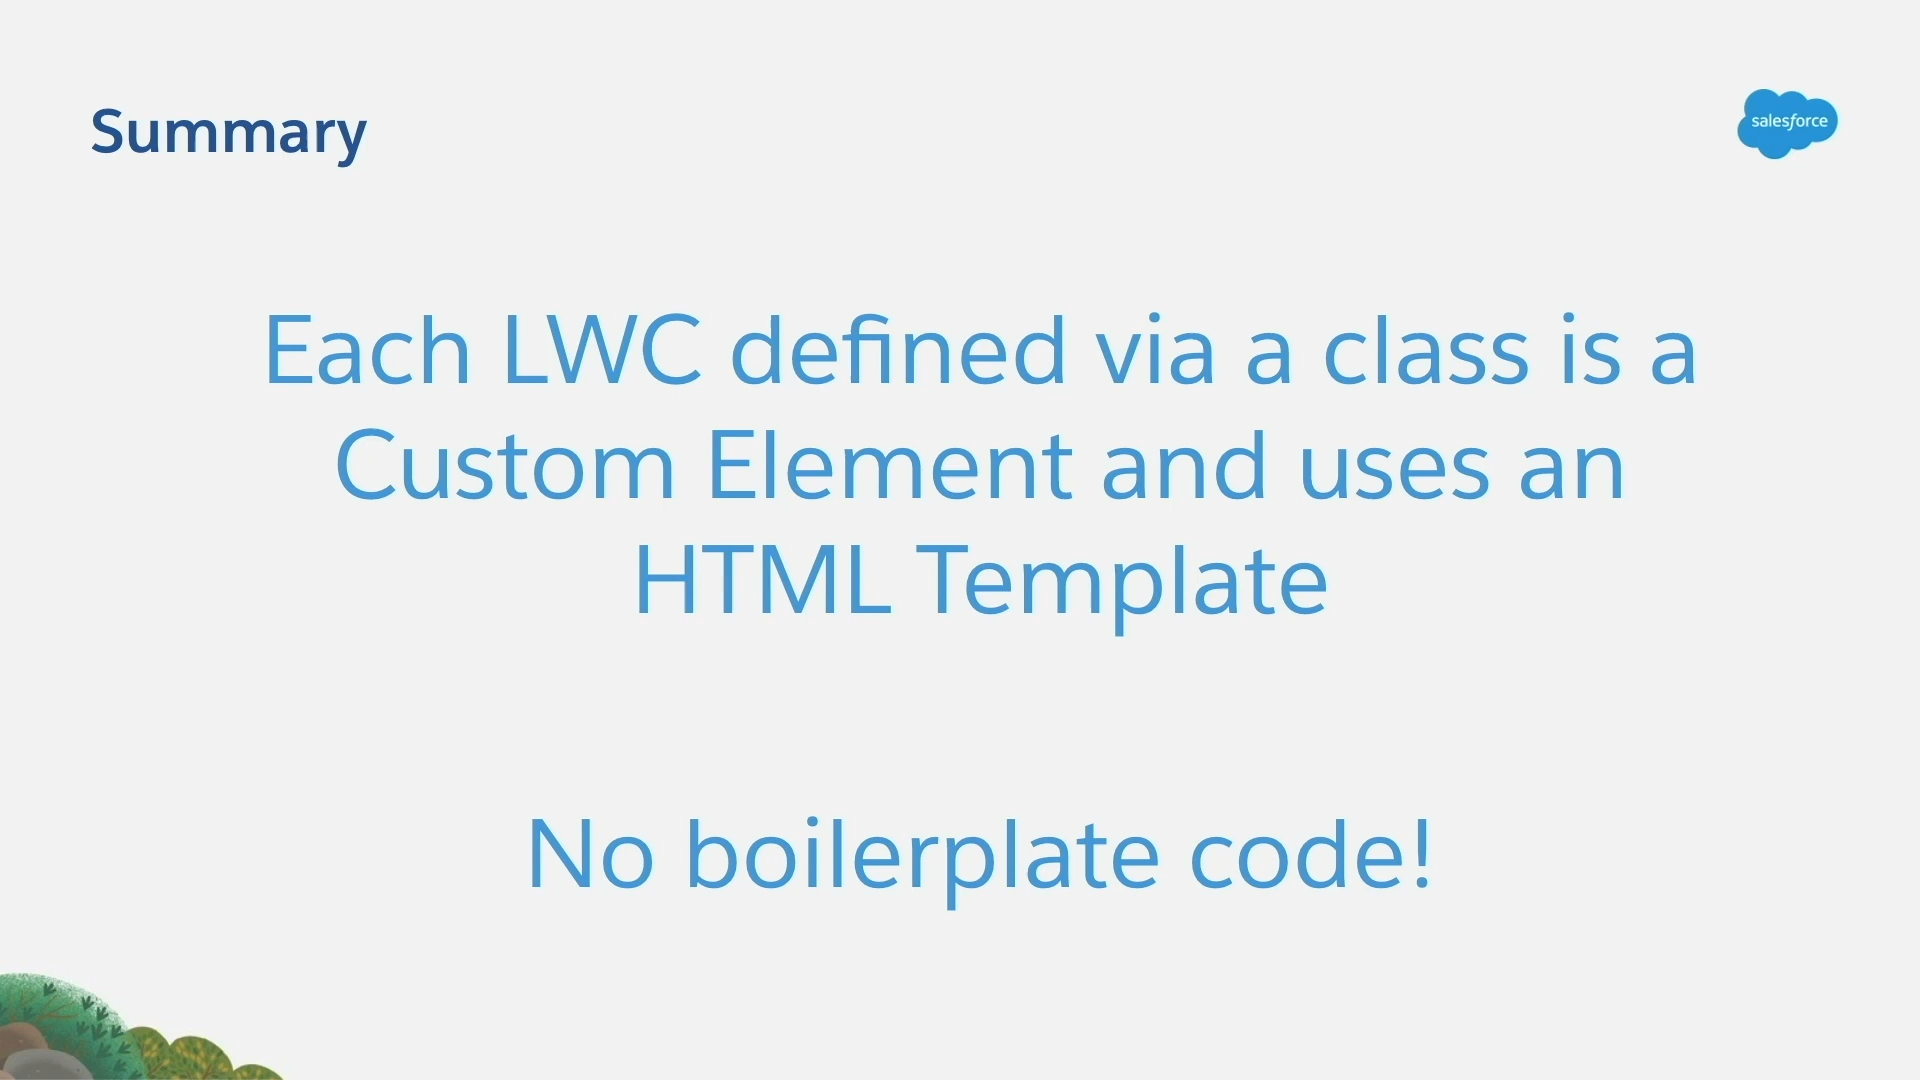 Summary
salesforce
Each LWC defined via a class is a
Custom Element and uses an
HTML Template
No boilerplate code!